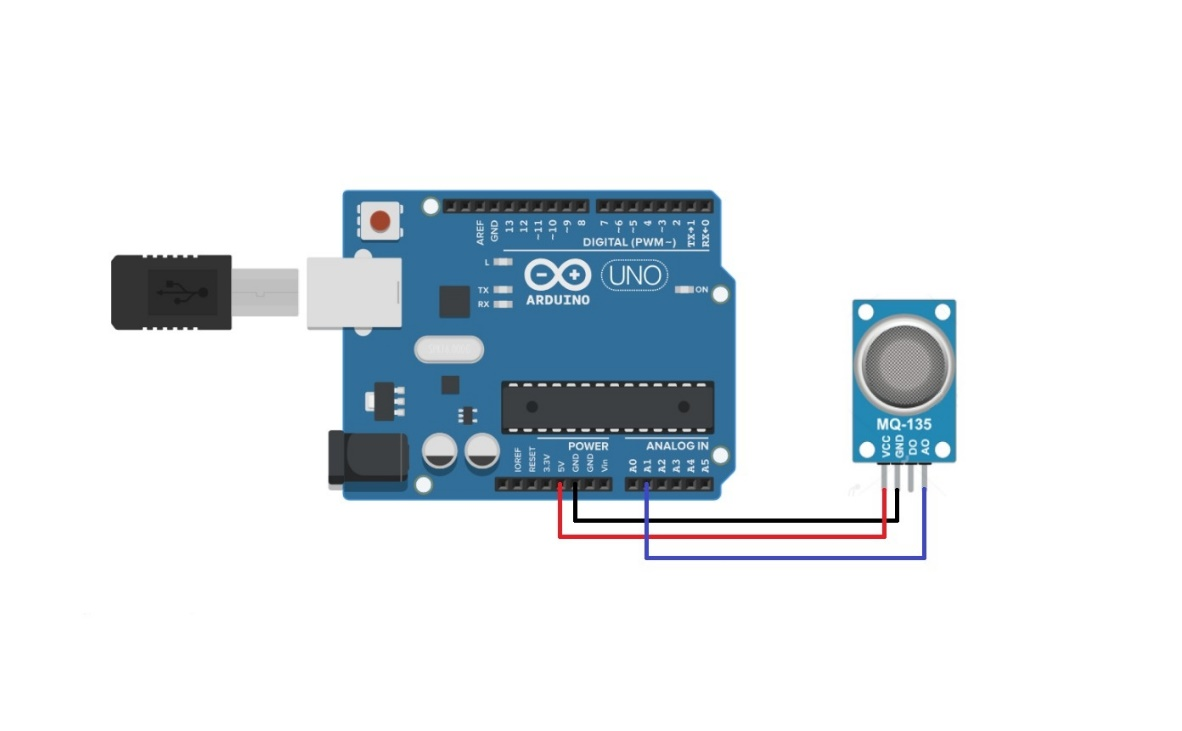 AREF
GND
13
12
~11
~10
~9
8
7
~6
~5
4
~3
2
TX→1
RX←0
DIGITAL (PWM~)
L
TX
RX
ARDUINO
UNO
ON
POWER
ANALOG IN
IOREF
RESET
3.3V
5V
GND
GND
Vin
A0
A1
A2
A3
A4
A5
MQ-135
VCC
GND
DO
AO